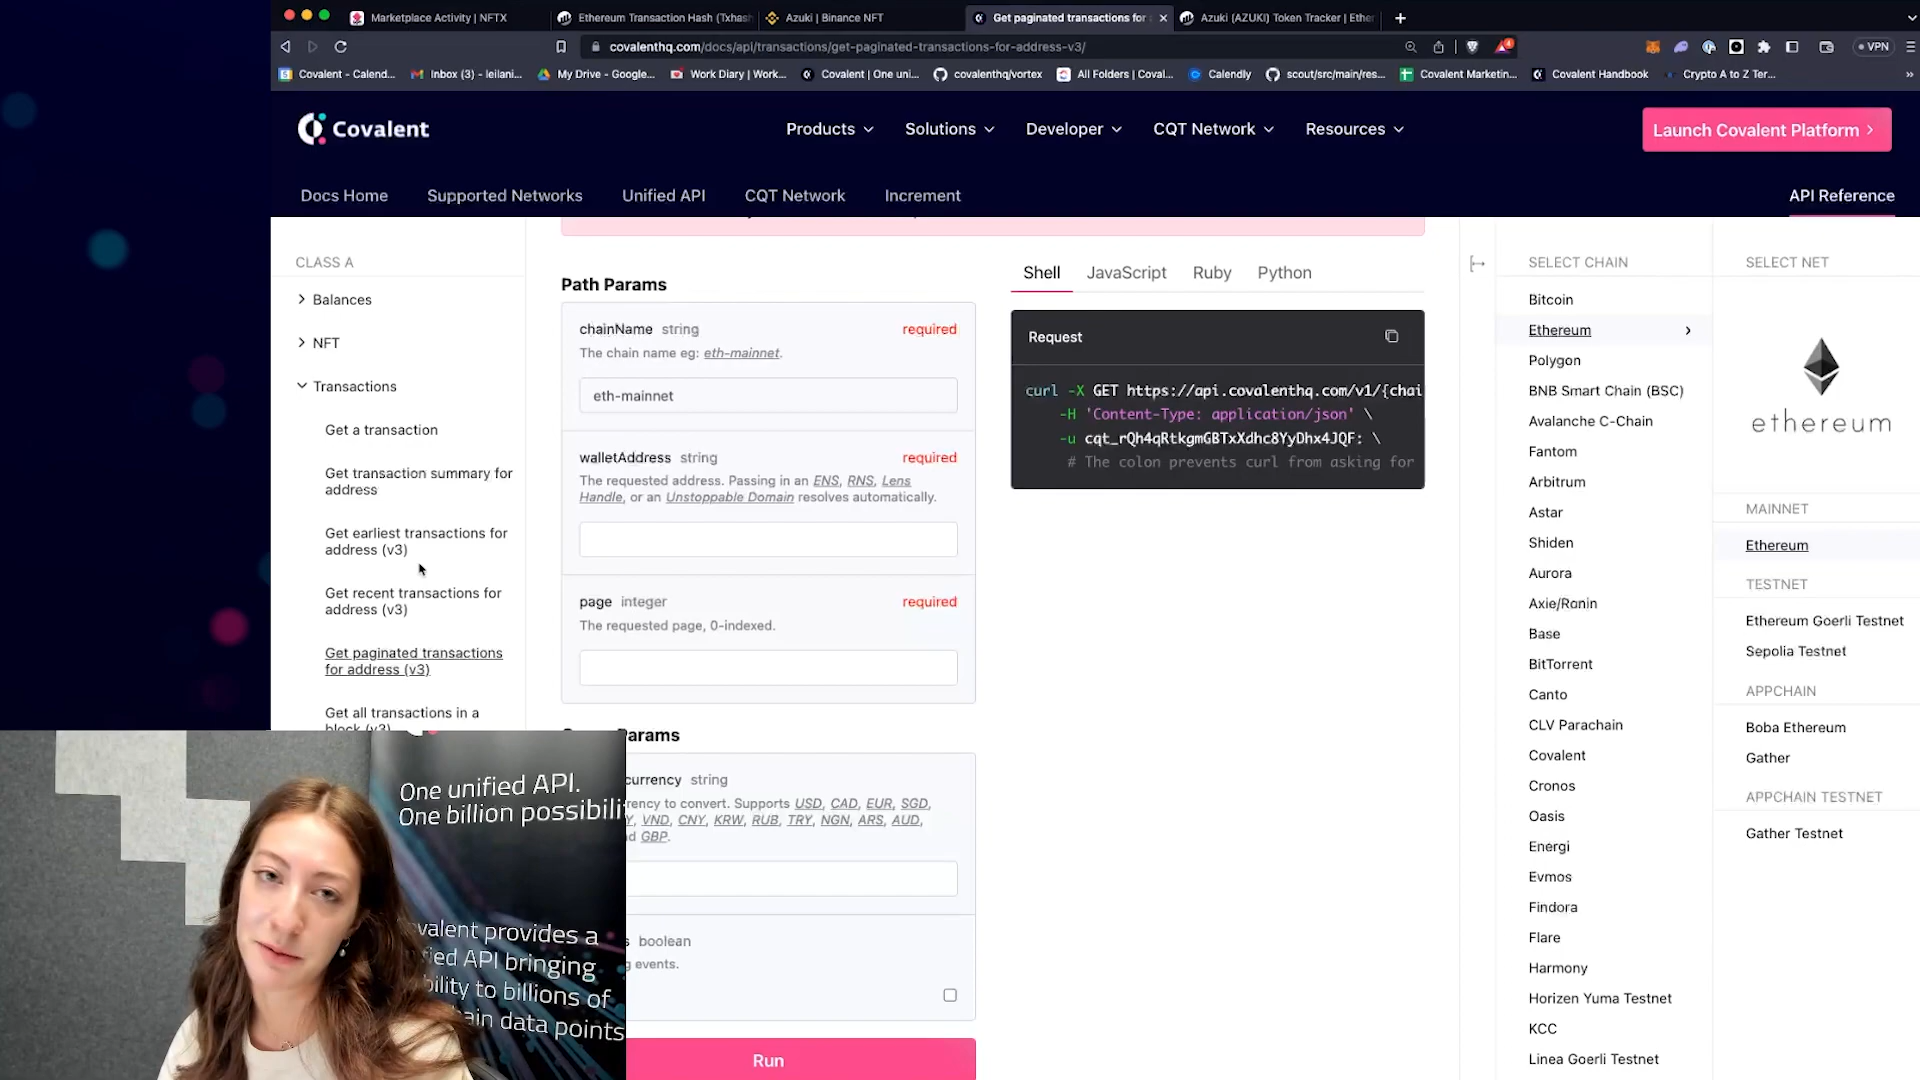 Marketplace Activity | NFTX
Ethereum Transaction Hash (Txhas
Azuki | Binance NFT
Get paginated transactions for
Azuki (AZUKI) Token Tracker | Ether
covalenthq.com/docs/api/transactions/get-paginated-transactions-for-address-v3/
VPN
Covalent - Calend...
Inbox (3) - leilani...
My Drive - Google...
Work Diary | Work...
Covalent | One uni...
covalenthq/vortex
All Folders | Coval...
Calendly
scout/src/main/res...
Covalent Marketin...
Covalent Handbook
Crypto A to Z Ter...
Covalent
Products
Solutions
Developer
CQT Network
Resources
Launch Covalent Platform
Docs Home
Supported Networks
Unified API
CQT Network
Increment
API Reference
CLASS A
Balances
NFT
Transactions
Get a transaction
Get transaction summary for
address
Get earliest transactions for
address (v3)
Get recent transactions for
address (v3)
Get paginated transactions
for address (v3)
Get all transactions in a
block (v3)
Path Params
chainName string required
The chain name eg: eth-mainnet.
eth-mainnet
walletAddress string required
The requested address. Passing in an ENS, RNS, Lens
Handle, or an Unstoppable Domain resolves automatically.
page integer required
The requested page, 0-indexed.
Params
currency string
rency to convert. Supports USD, CAD, EUR, SGD,
Y, VND, CNY, KRW, RUB, TRY, NGN, ARS, AUD,
d GBP.
s boolean
g events.
Run
Shell
JavaScript
Ruby
Python
Request
curl -X GET https://api.covalenthq.com/v1/{chai
-H 'Content-Type: application/json' \
-u cqt_rQh4qRtkgmGBTxXdhc8YyDhx4JQF: \
# The colon prevents curl from asking for
SELECT CHAIN
Bitcoin
Ethereum
Polygon
BNB Smart Chain (BSC)
Avalanche C-Chain
Fantom
Arbitrum
Astar
Shiden
Aurora
Axie/Ronin
Base
BitTorrent
Canto
CLV Parachain
Covalent
Cronos
Oasis
Energi
Evmos
Findora
Flare
Harmony
Horizen Yuma Testnet
KCC
Linea Goerli Testnet
SELECT NET
ethereum
MAINNET
Ethereum
TESTNET
Ethereum Goerli Testnet
Sepolia Testnet
APPCHAIN
Boba Ethereum
Gather
APPCHAIN TESTNET
Gather Testnet
One unified API.
One billion possibili
valent provides a
fied API bringing
bility to billions of
ain data points